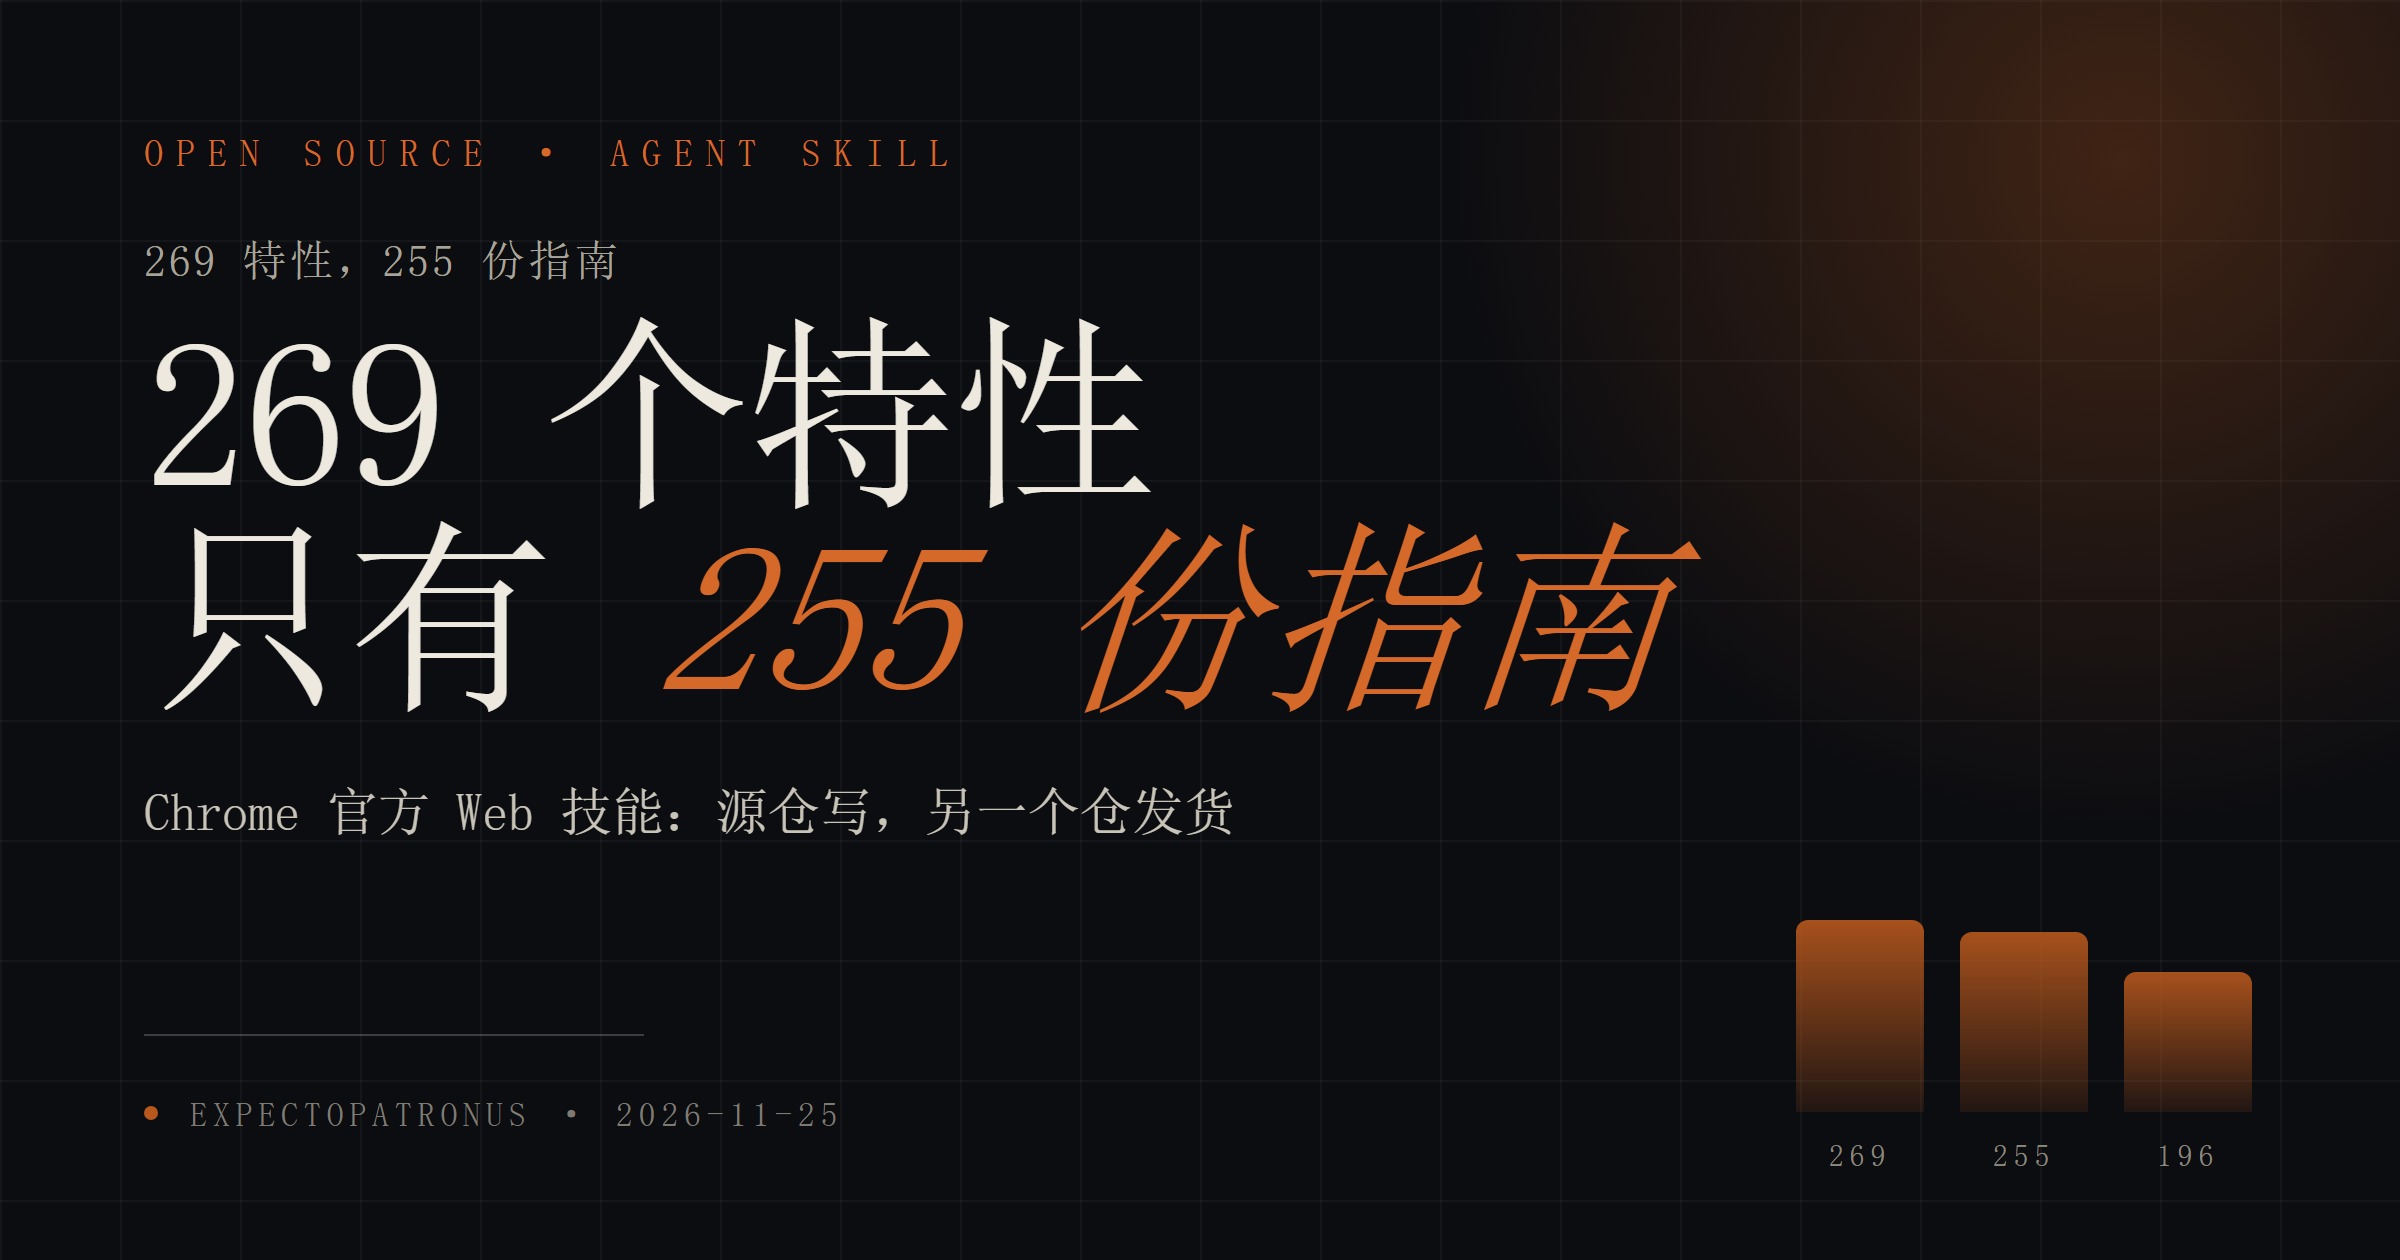 OPEN SOURCE • AGENT SKILL
269 特性，255 份指南
269 个特性
只有 255 份指南
Chrome 官方 Web 技能：源仓写，另一个仓发货
EXPECTOPATRONUS • 2026-11-25
269 255 196